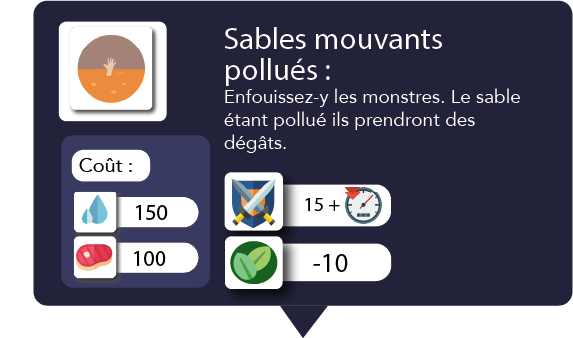 Sables mouvants
pollués :
Enfouissez-y les monstres. Le sable
étant pollué ils prendront des
dégâts.
Coût :
150
100
15 +
-10